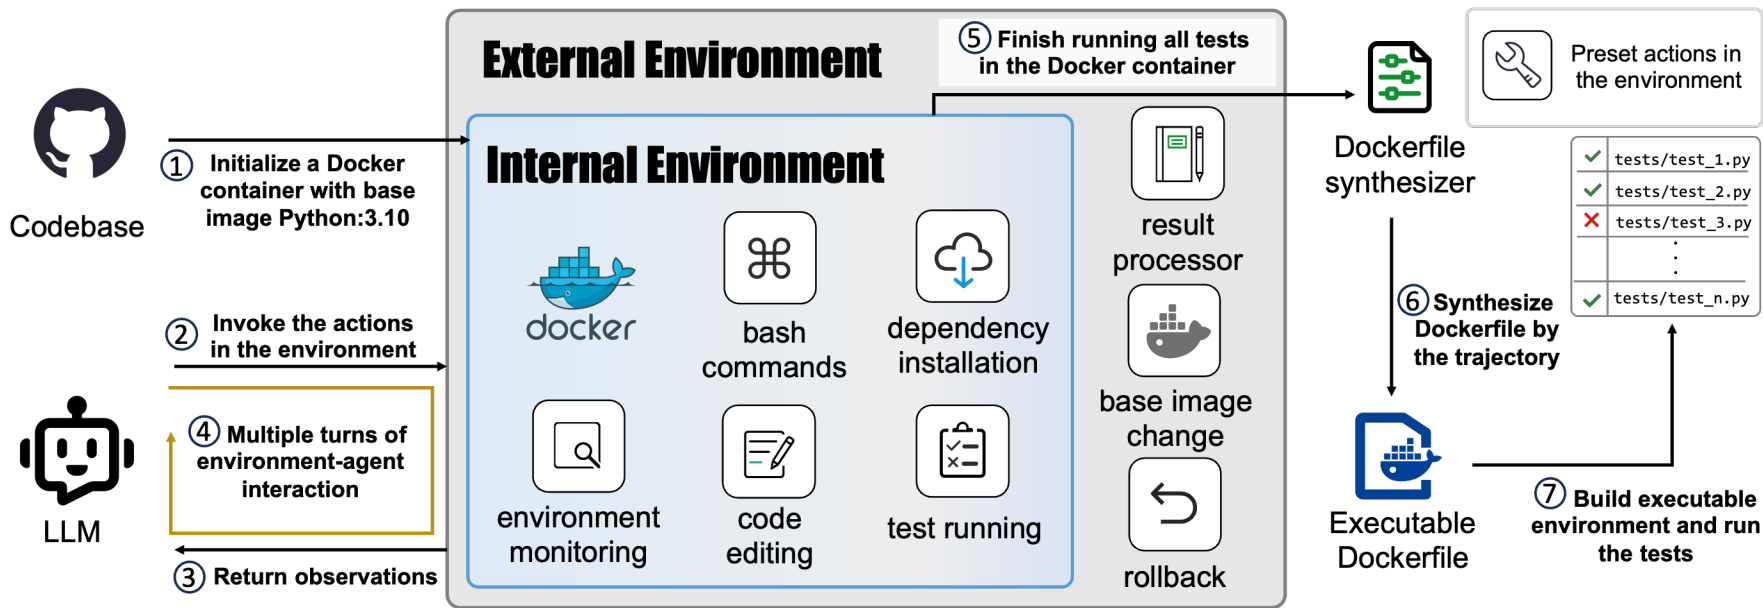 External Environment
⑤ Finish running all tests
in the Docker container
Preset actions in
the environment
① Initialize a Docker
container with base
image Python:3.10
Codebase
Internal Environment
docker
bash
commands
dependency
installation
result
processor
Dockerfile
synthesizer
tests/test_1.py
tests/test_2.py
tests/test_3.py
tests/test_n.py
② Invoke the actions
in the environment
base image
change
⑥ Synthesize
Dockerfile by
the trajectory
④ Multiple turns of
environment-agent
interaction
LLM
③ Return observations
environment
monitoring
code
editing
test running
rollback
Executable
Dockerfile
⑦ Build executable
environment and run
the tests